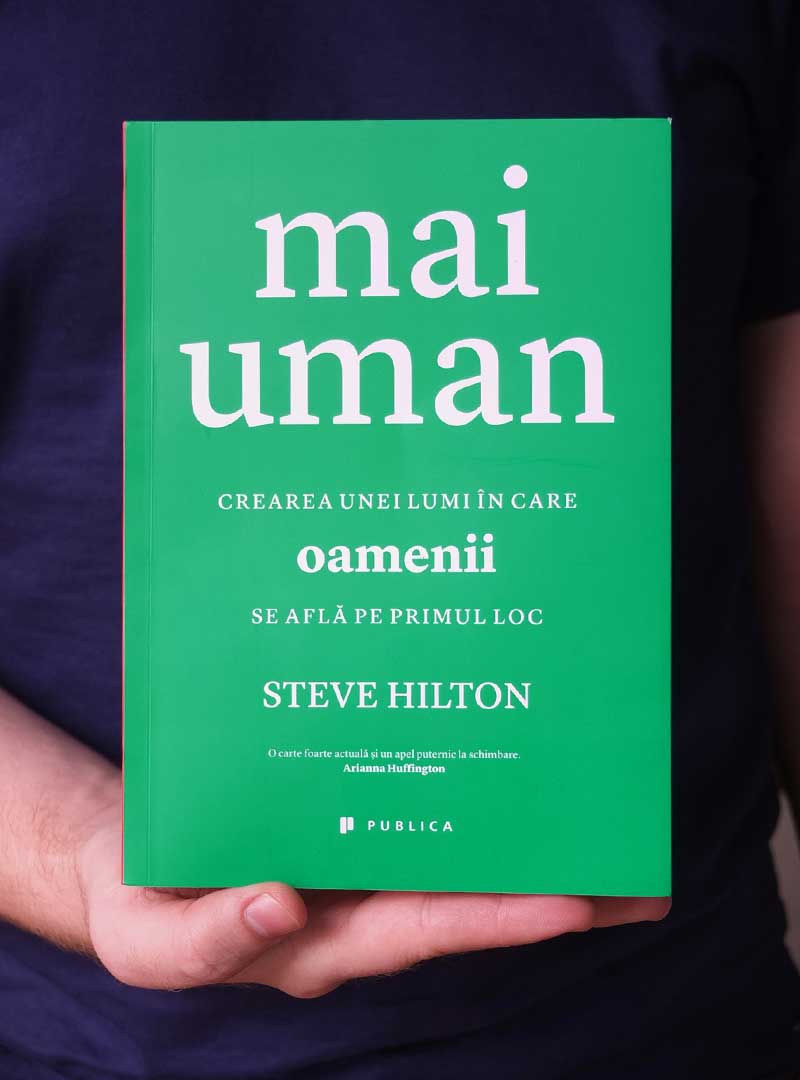 mai
uman
CREAREA UNEI LUMI ÎN CARE
oamenii
SE AFLĂ PE PRIMUL LOC
STEVE HILTON
O carte foarte actuală și un apel puternic la schimbare.
Arianna Huffington
PUBLICA